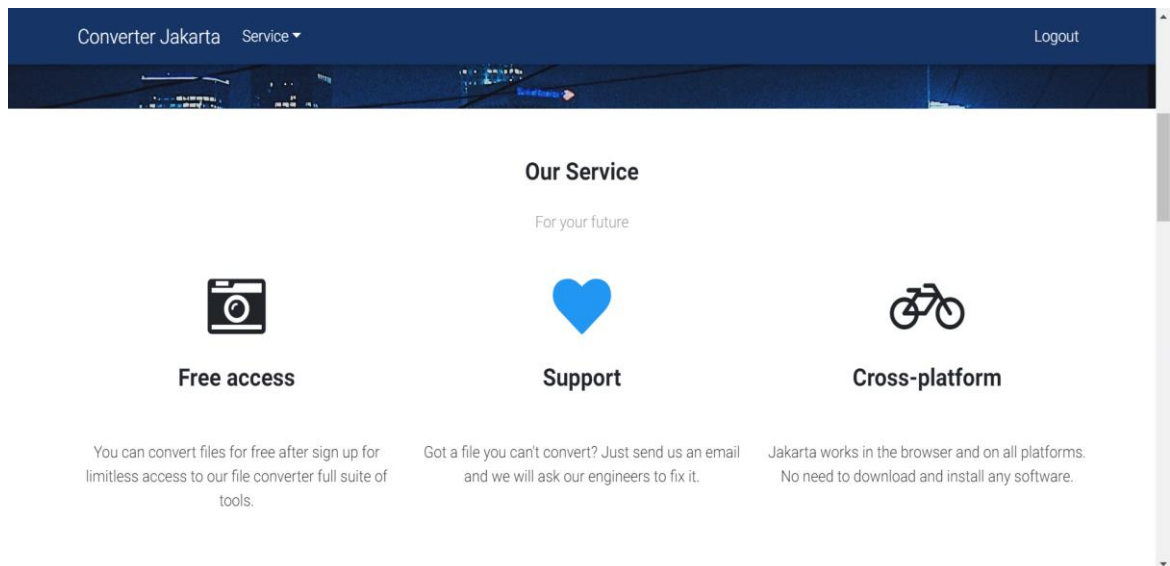 Converter Jakarta Service Logout
Our Service
For your future
Free access
You can convert files for free after sign up for
limitless access to our file converter full suite of
tools.
Support
Got a file you can't convert? Just send us an email
and we will ask our engineers to fix it.
Cross-platform
Jakarta works in the browser and on all platforms.
No need to download and install any software.